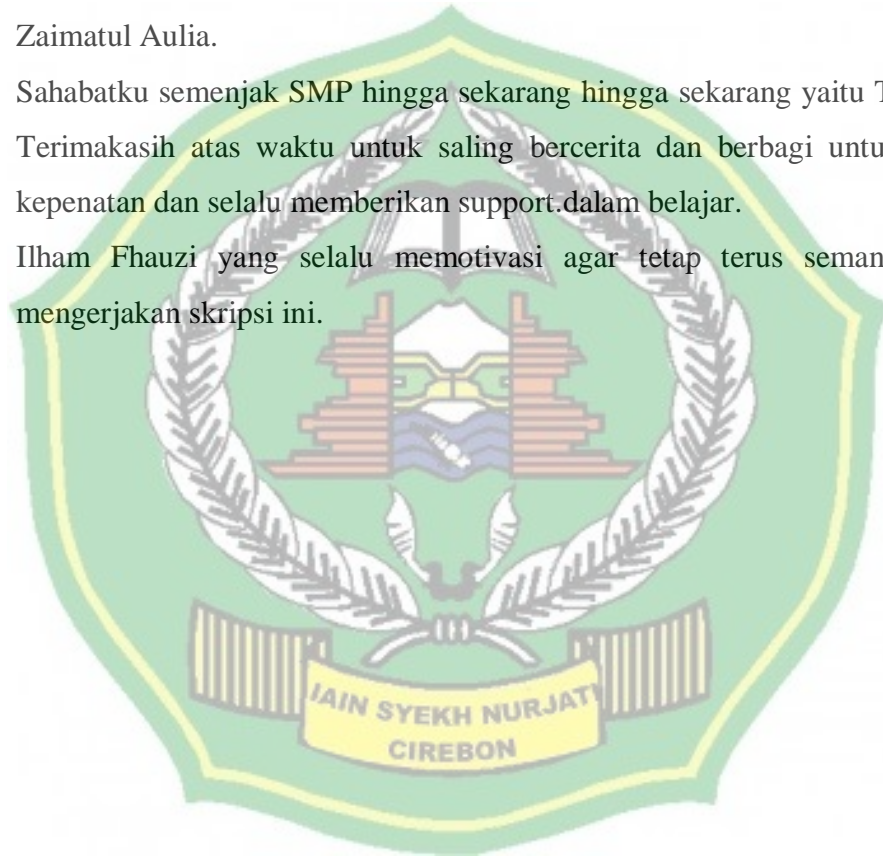 Zaimatul Aulia.
Sahabatku semenjak SMP hingga sekarang hingga sekarang yaitu
Terimakasih atas waktu untuk saling bercerita dan berbagi
kepenatan dan selalu memberikan support.dalam belajar.
Ilham Fhauzi yang selalu memotivasi agar tetap terus
mengerjakan skripsi ini.
IAIN SYEKH NURJATI
CIREBON